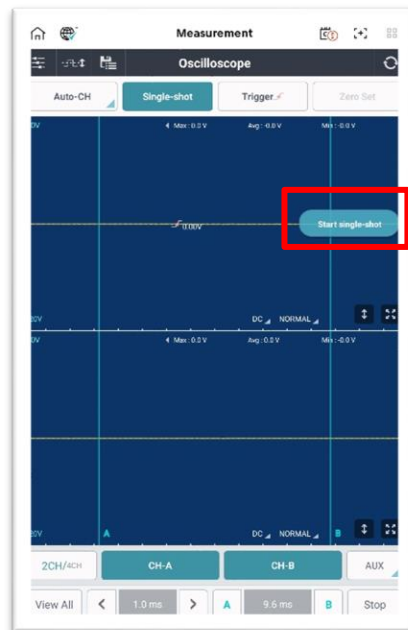 Measurement
Oscilloscope
Auto-CH Single-shot Trigger Zero Set
Max : 0.0 V Avg : -0.0 V Min : -0.0 V
0.00V
Start single-shot
DC NORMAL
Max : 0.0 V Avg : 0.0 V Min : -0.0 V
A DC NORMAL B
2CH/4CH CH-A CH-B AUX
View All < 1.0 ms > A 9.6 ms B Stop